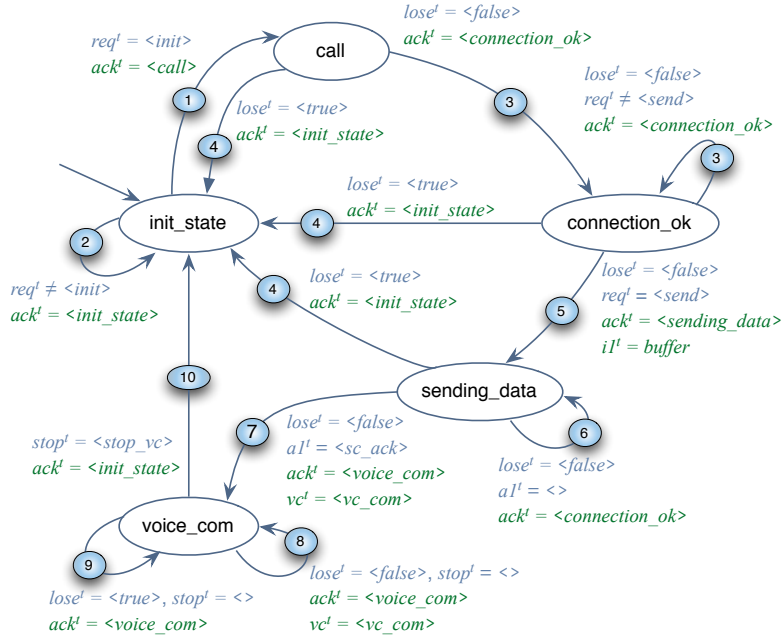 lose^t = <false>
ack^t = <connection_ok>
req^t = <init>
ack^t = <call>
call
1
3
lose^t = <true>
ack^t = <init_state>
4
lose^t = <false>
req^t ≠ <send>
ack^t = <connection_ok>
3
init_state
lose^t = <true>
ack^t = <init_state>
4
connection_ok
2
req^t ≠ <init>
ack^t = <init_state>
lose^t = <true>
ack^t = <init_state>
4
lose^t = <false>
req^t = <send>
ack^t = <sending_data>
i1^t = buffer
5
10
sending_data
stop^t = <stop_vc>
ack^t = <init_state>
7
lose^t = <false>
a1^t = <sc_ack>
ack^t = <voice_com>
vc^t = <vc_com>
6
lose^t = <false>
a1^t = <>
ack^t = <connection_ok>
voice_com
9
8
lose^t = <true>, stop^t = <>
ack^t = <voice_com>
lose^t = <false>, stop^t = <>
ack^t = <voice_com>
vc^t = <vc_com>